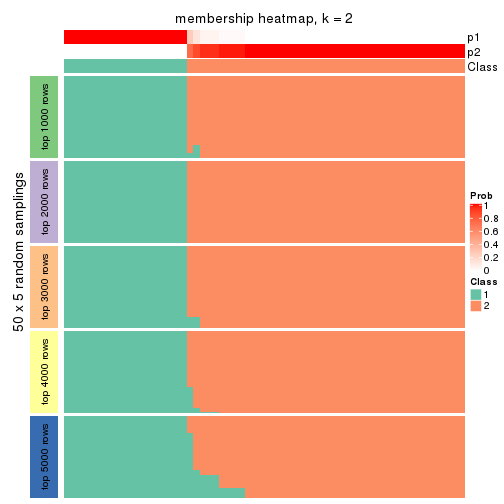 membership heatmap, k = 2
p1
p2
Class
50 x 5 random samplings
top 1000 rows
top 2000 rows
top 3000 rows
top 4000 rows
top 5000 rows
Prob
1
0.8
0.6
0.4
0.2
0
Class
1
2